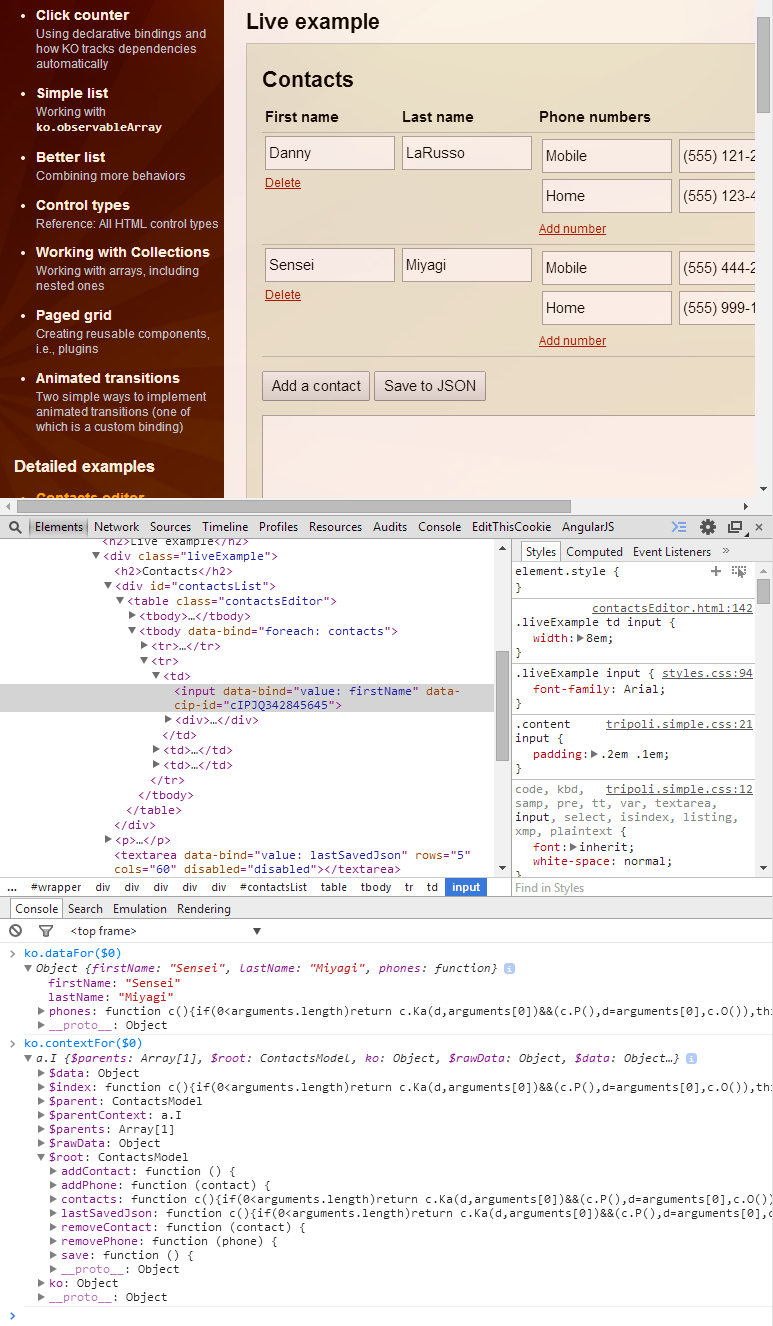 Click counter
Using declarative bindings and
how KO tracks dependencies
automatically
Simple list
Working with
ko.observableArray
Better list
Combining more behaviors
Control types
Reference: All HTML control types
Working with Collections
Working with arrays, including
nested ones
Paged grid
Creating reusable components,
i.e., plugins
Animated transitions
Two simple ways to implement
animated transitions (one of
which is a custom binding)
Detailed examples
Contacts editor
Live example
Contacts
First name Last name Phone numbers
Danny LaRusso Mobile (555) 121-2
Delete
Home (555) 123-4
Add number
Sensei Miyagi Mobile (555) 444-2
Delete
Home (555) 999-1
Add number
Add a contact Save to JSON
Elements Network Sources Timeline Profiles Resources Audits Console EditThisCookie AngularJS
<h2>Live example</h2>
<div class="liveExample">
<h2>Contacts</h2>
<div id="contactsList">
<table class="contactsEditor">
<tbody>…</tbody>
<tbody data-bind="foreach: contacts">
<tr>…</tr>
<tr>
<td>
<input data-bind="value: firstName" data-
cip-id="cIPJQ342845645">
<div>…</div>
</td>
<td>…</td>
<td>…</td>
</tr>
</tbody>
</table>
</div>
<p>…</p>
<textarea data-bind="value: lastSavedJson" rows="5"
cols="60" disabled="disabled"></textarea>
... #wrapper div div div div div #contactsList table tbody tr td input
Styles Computed Event Listeners »
element.style {
}
contactsEditor.html:142
.liveExample td input {
width: 8em;
}
.liveExample input { styles.css:94
font-family: Arial;
}
.content tripoli.simple.css:21
input {
padding: .2em .1em;
}
code, kbd, tripoli.simple.css:12
samp, pre, tt, var, textarea,
input, select, isindex, listing,
xmp, plaintext {
font: inherit;
white-space: normal;
}
Find in Styles
Console Search Emulation Rendering
<top frame>
> ko.dataFor($0)
Object {firstName: "Sensei", lastName: "Miyagi", phones: function}
firstName: "Sensei"
lastName: "Miyagi"
phones: function c(){if(0<arguments.length)return c.Ka(d,arguments[0])&&(c.P(),d=arguments[0],c.O()),thi
__proto__: Object
> ko.contextFor($0)
a.I {$parents: Array[1], $root: ContactsModel, ko: Object, $rawData: Object, $data: Object…}
$data: Object
$index: function c(){if(0<arguments.length)return c.Ka(d,arguments[0])&&(c.P(),d=arguments[0],c.O()),thi
$parent: ContactsModel
$parentContext: a.I
$parents: Array[1]
$rawData: Object
$root: ContactsModel
addContact: function () {
addPhone: function (contact) {
contacts: function c(){if(0<arguments.length)return c.Ka(d,arguments[0])&&(c.P(),d=arguments[0],c.O())
lastSavedJson: function c(){if(0<arguments.length)return c.Ka(d,arguments[0])&&(c.P(),d=arguments[0],c
removeContact: function (contact) {
removePhone: function (phone) {
save: function () {
__proto__: Object
ko: Object
__proto__: Object
>